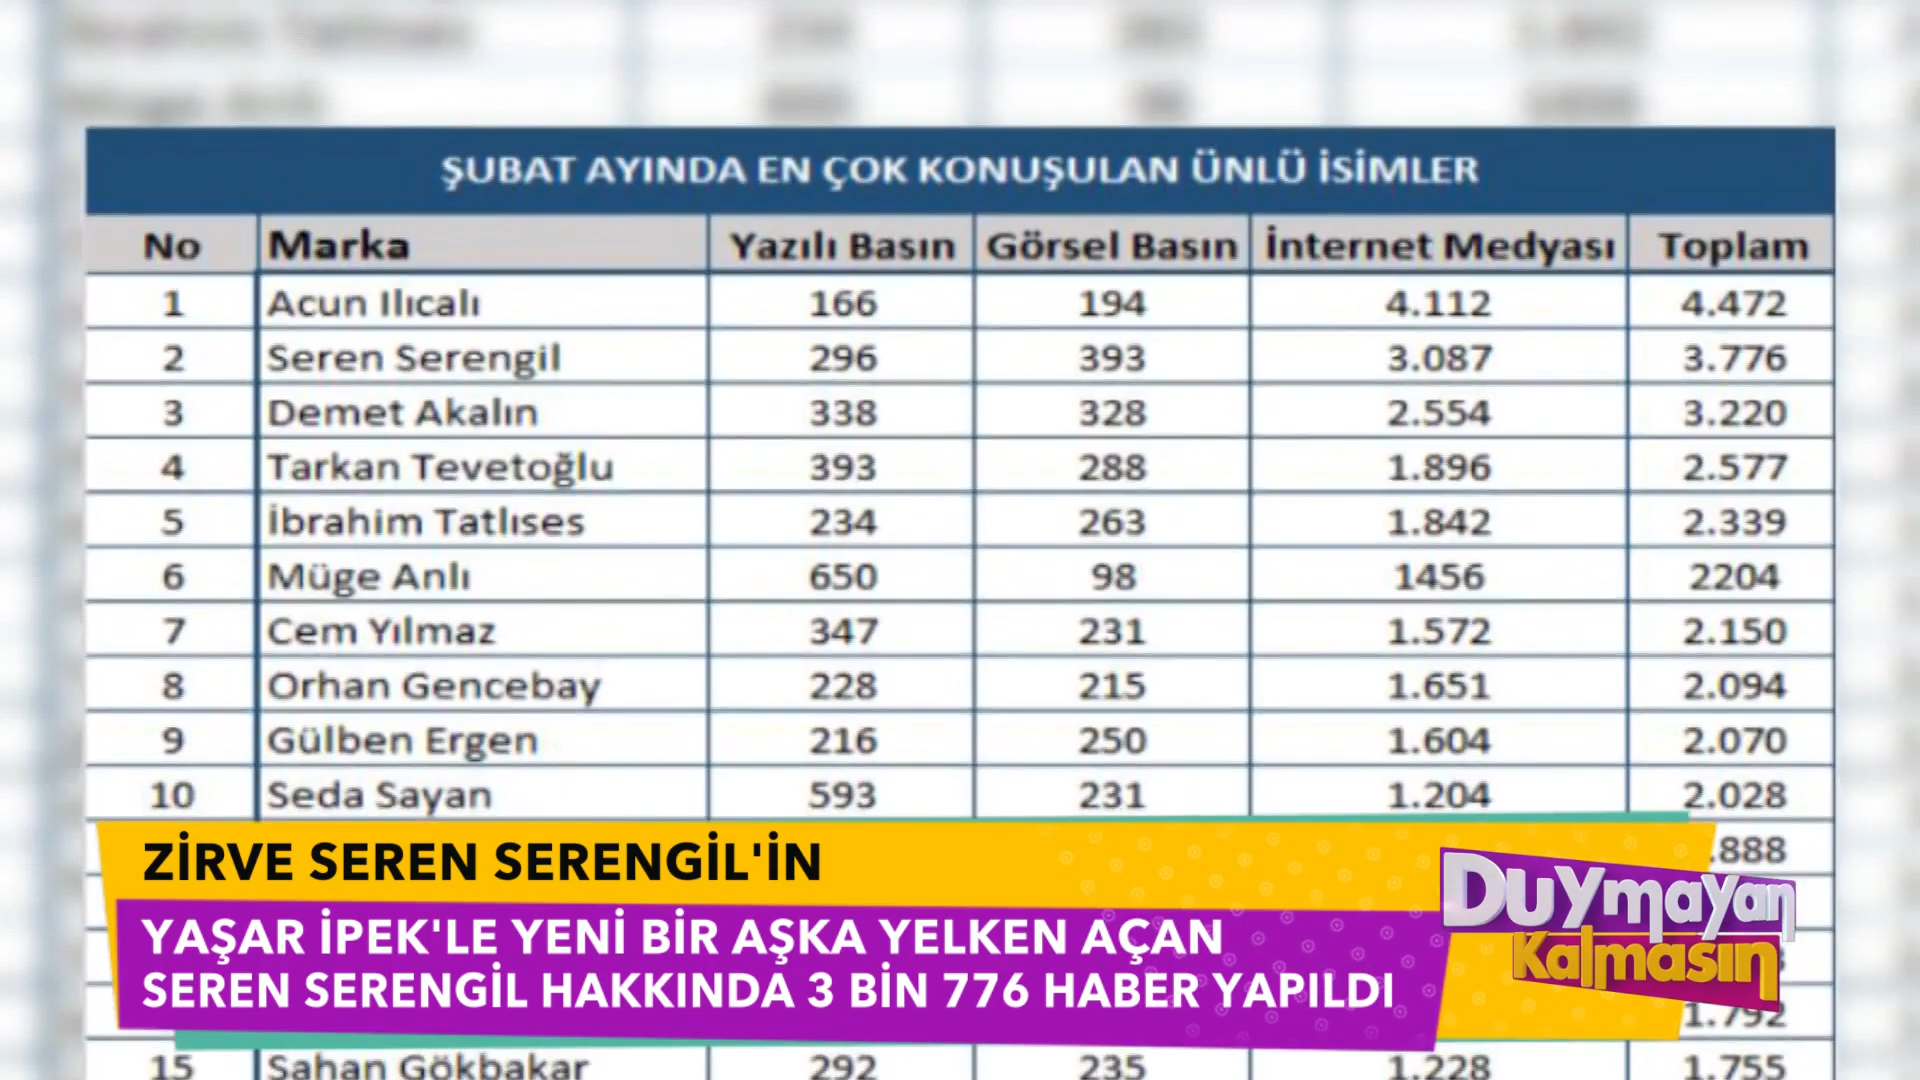 ŞUBAT AYINDA EN ÇOK KONUŞULAN ÜNLÜ İSİMLER
No Marka Yazılı Basın Görsel Basın İnternet Medyası Toplam
1 Acun Ilıcalı 166 194 4.112 4.472
2 Seren Serengil 296 393 3.087 3.776
3 Demet Akalın 338 328 2.554 3.220
4 Tarkan Tevetoğlu 393 288 1.896 2.577
5 İbrahim Tatlıses 234 263 1.842 2.339
6 Müge Anlı 650 98 1456 2204
7 Cem Yılmaz 347 231 1.572 2.150
8 Orhan Gencebay 228 215 1.651 2.094
9 Gülben Ergen 216 250 1.604 2.070
10 Seda Sayan 593 231 1.204 2.028
.888
ZİRVE SEREN SERENGİL'İN
YAŞAR İPEK'LE YENİ BİR AŞKA YELKEN AÇAN
SEREN SERENGİL HAKKINDA 3 BİN 776 HABER YAPILDI
Duymayan
Kalmasın
1.792
15 Şahan Gökbakar 292 235 1.228 1.755